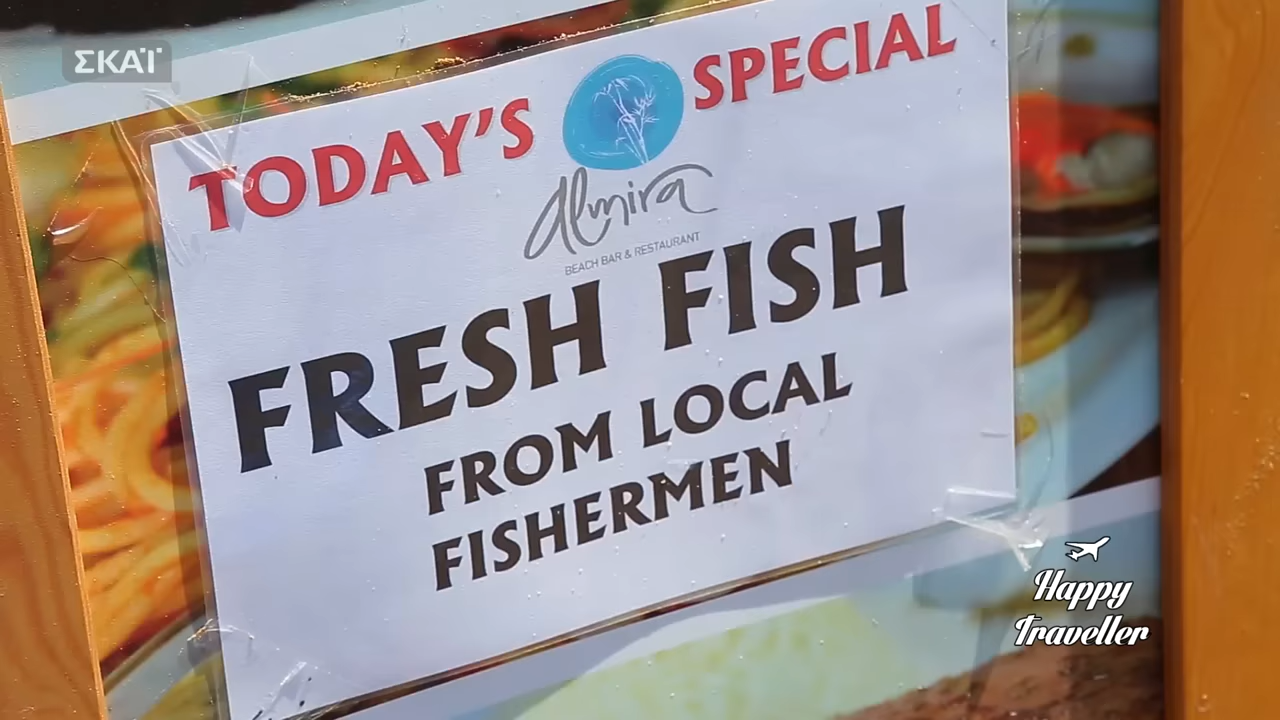 ΣΚΑΪ
TODAY'S SPECIAL
Almira
BEACH BAR & RESTAURANT
FRESH FISH
FROM LOCAL
FISHERMEN
Happy
Traveller